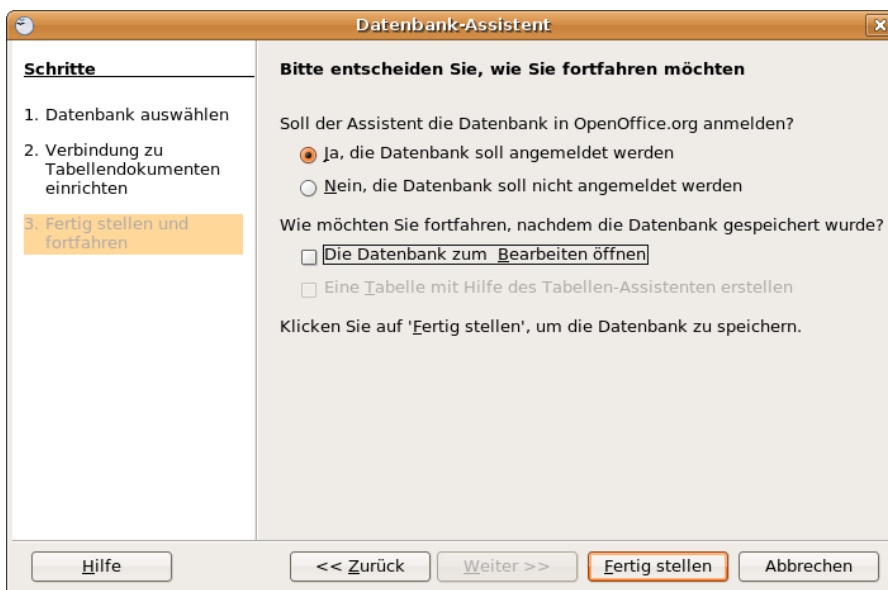 Datenbank-Assistent
Schritte
1. Datenbank auswählen
2. Verbindung zu
Tabellendokumenten
einrichten
3. Fertig stellen und
fortfahren
Bitte entscheiden Sie, wie Sie fortfahren möchten
Soll der Assistent die Datenbank in OpenOffice.org anmelden?
Ja, die Datenbank soll angemeldet werden
Nein, die Datenbank soll nicht angemeldet werden
Wie möchten Sie fortfahren, nachdem die Datenbank gespeichert wurde?
Die Datenbank zum Bearbeiten öffnen
Eine Tabelle mit Hilfe des Tabellen-Assistenten erstellen
Klicken Sie auf 'Fertig stellen', um die Datenbank zu speichern.
Hilfe
<< Zurück
Weiter >>
Fertig stellen
Abbrechen